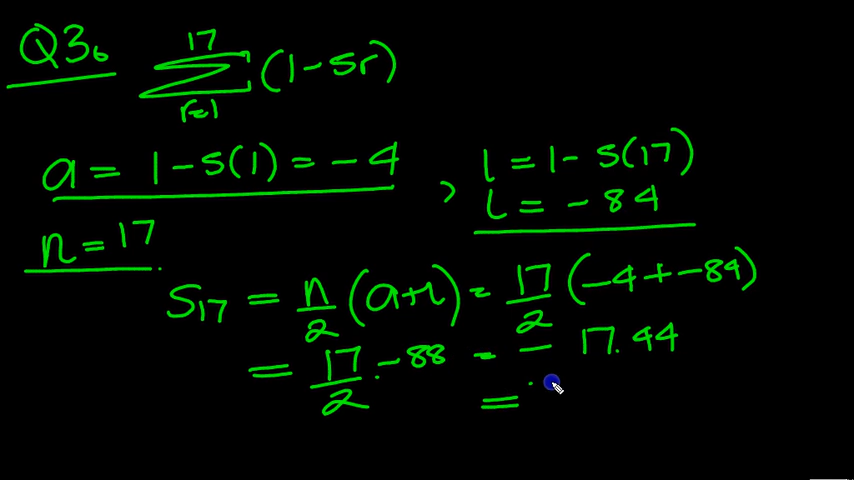 Q36 17
Σ (1-5r)
r=1
a = 1-5(1) = -4 , l = 1- 5(17)
l = -84
n = 17
S17 = n/2 (a+l) = 17/2 (-4+-84)
= 17/2 . -88 = - 17.44
=